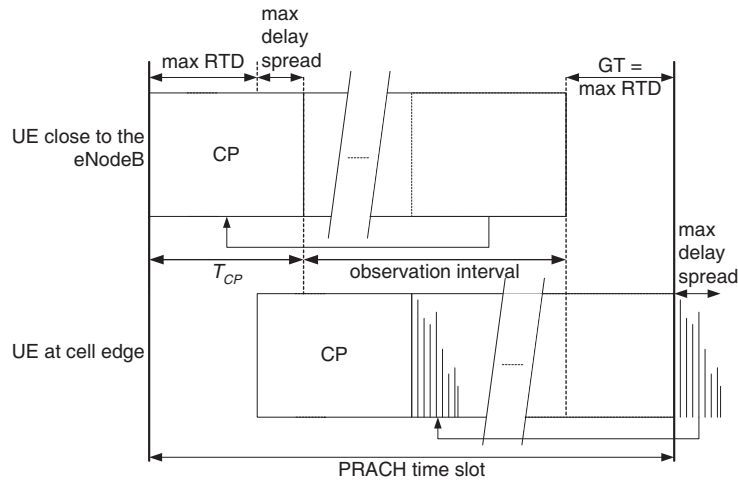 max
delay
spread
max RTD
GT =
max RTD
UE close to the
eNodeB
CP
max
delay
spread
T_CP
observation interval
UE at cell edge
CP
PRACH time slot